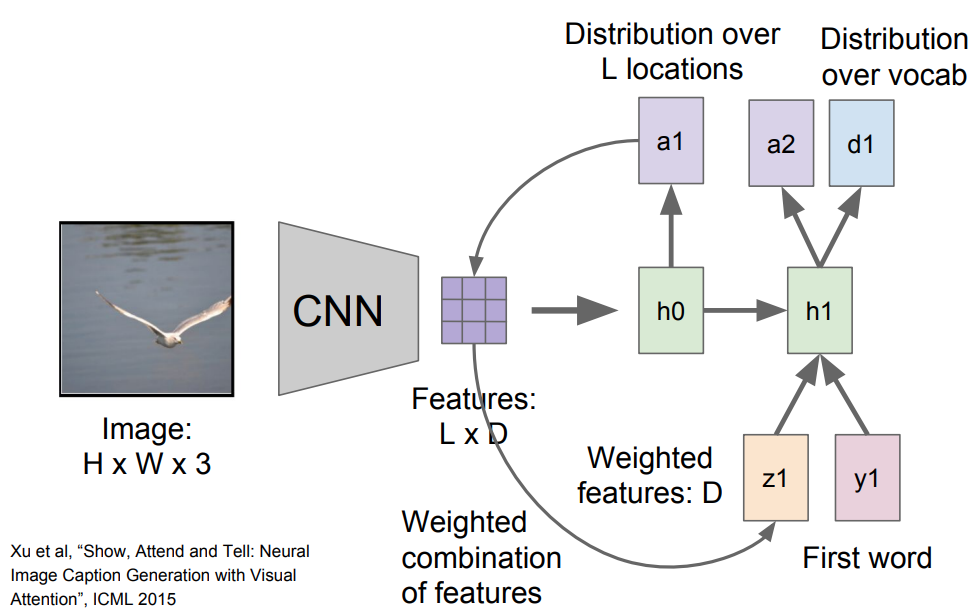 Distribution over
L locations
Distribution
over vocab
a1
a2
d1
CNN
h0
h1
Image:
H x W x 3
Features:
L x D
Weighted
features: D
z1
y1
Weighted
combination
of features
First word
Xu et al, “Show, Attend and Tell: Neural
Image Caption Generation with Visual
Attention”, ICML 2015